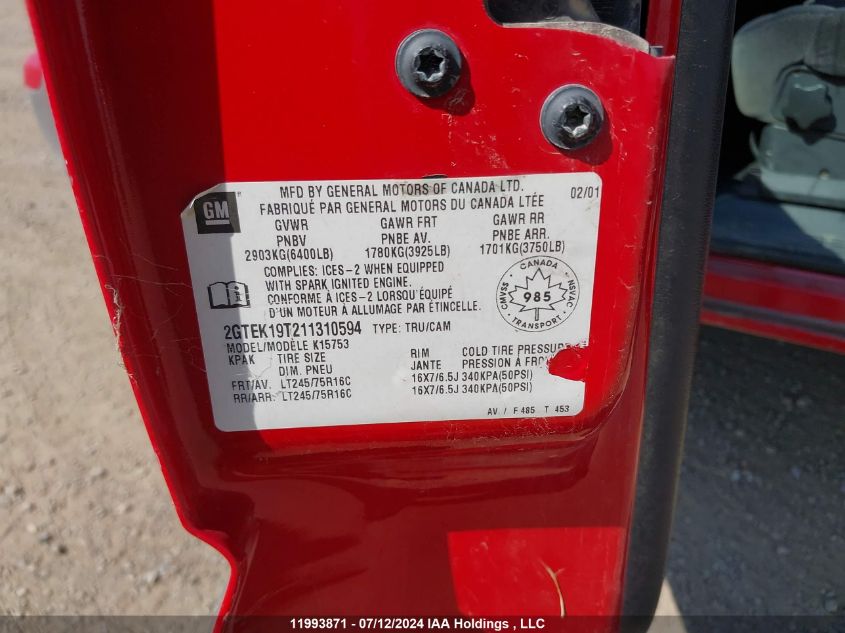 GM
MFD BY GENERAL MOTORS OF CANADA LTD. 02/01
FABRIQUÉ PAR GENERAL MOTORS DU CANADA LTÉE
GVWR GAWR FRT GAWR RR
PNBV PNBE AV. PNBE ARR.
2903KG(6400LB) 1780KG(3925LB) 1701KG(3750LB)
COMPLIES: ICES-2 WHEN EQUIPPED
WITH SPARK IGNITED ENGINE.
CONFORME À ICES-2 LORSQU'ÉQUIPÉ
D'UN MOTEUR À ALLUMAGE PAR ÉTINCELLE.
CANADA
CMVSS 985 NSVAC
TRANSPORT
2GTEK19T211310594 TYPE: TRU/CAM
MODEL/MODÈLE K15753
KPAK TIRE SIZE RIM COLD TIRE PRESSURE
DIM. PNEU JANTE PRESSION À
FRT/AV. LT245/75R16C 16X7/6.5J 340KPA(50PSI)
RR/ARR. LT245/75R16C 16X7/6.5J 340KPA(50PSI)
AV / F 485 T 453
11993871 - 07/12/2024 IAA Holdings , LLC